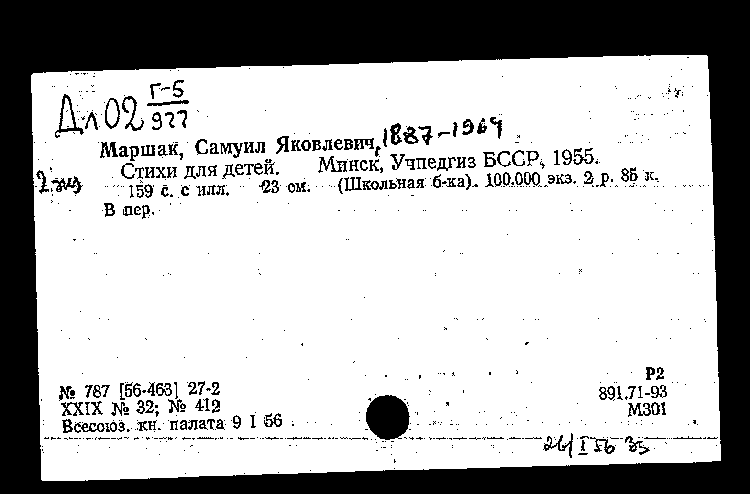 Дл02 Г-5/977
Маршак, Самуил Яковлевич, 1887-1964
Стихи для детей. Минск, Учпедгиз БССР, 1955.
2 экз
159 с. с илл. 23 см. (Школьная б-ка). 100.000 экз. 2 р. 85 к.
В пер.
Р2
№ 787 [56-463] 27-2 891.71-93
XXIX № 32; № 412 М301
Всесоюз. кн. палата 9 I 56
26/I 56